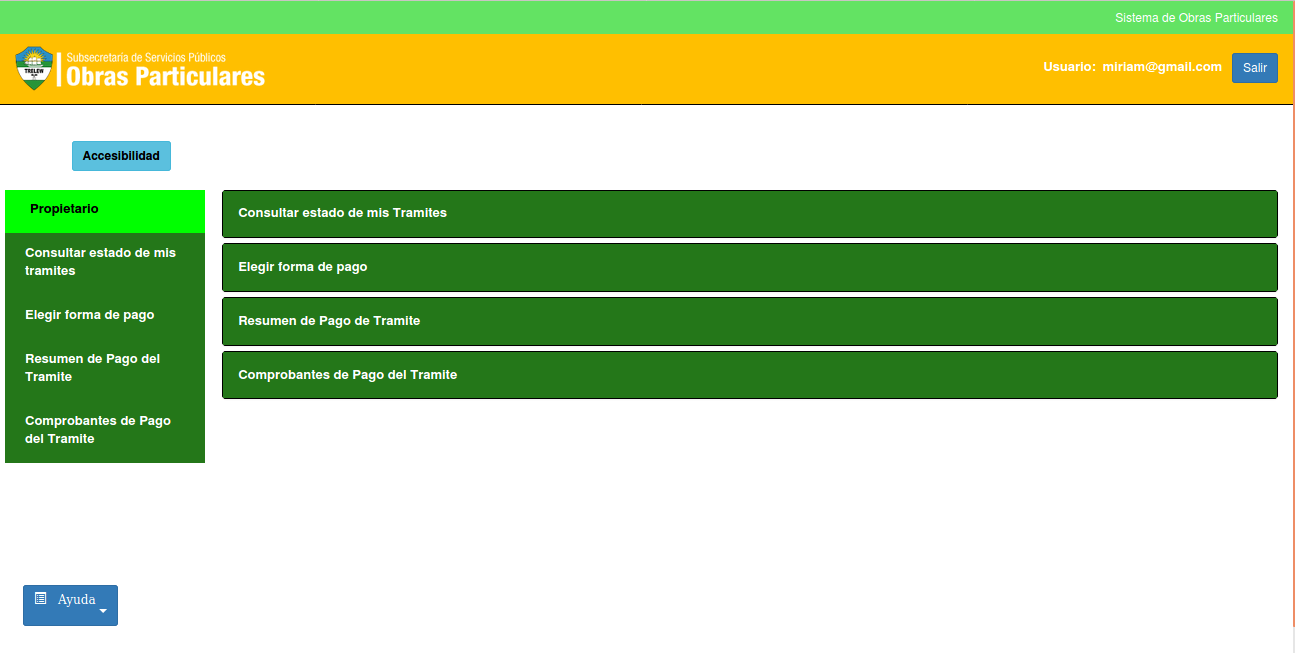 Sistema de Obras Particulares
TRELEW
Subsecretaría de Servicios Públicos
Obras Particulares
Usuario: miriam@gmail.com
Salir
Accesibilidad
Propietario
Consultar estado de mis
tramites
Elegir forma de pago
Resumen de Pago del
Tramite
Comprobantes de Pago
del Tramite
Consultar estado de mis Tramites
Elegir forma de pago
Resumen de Pago de Tramite
Comprobantes de Pago del Tramite
Ayuda